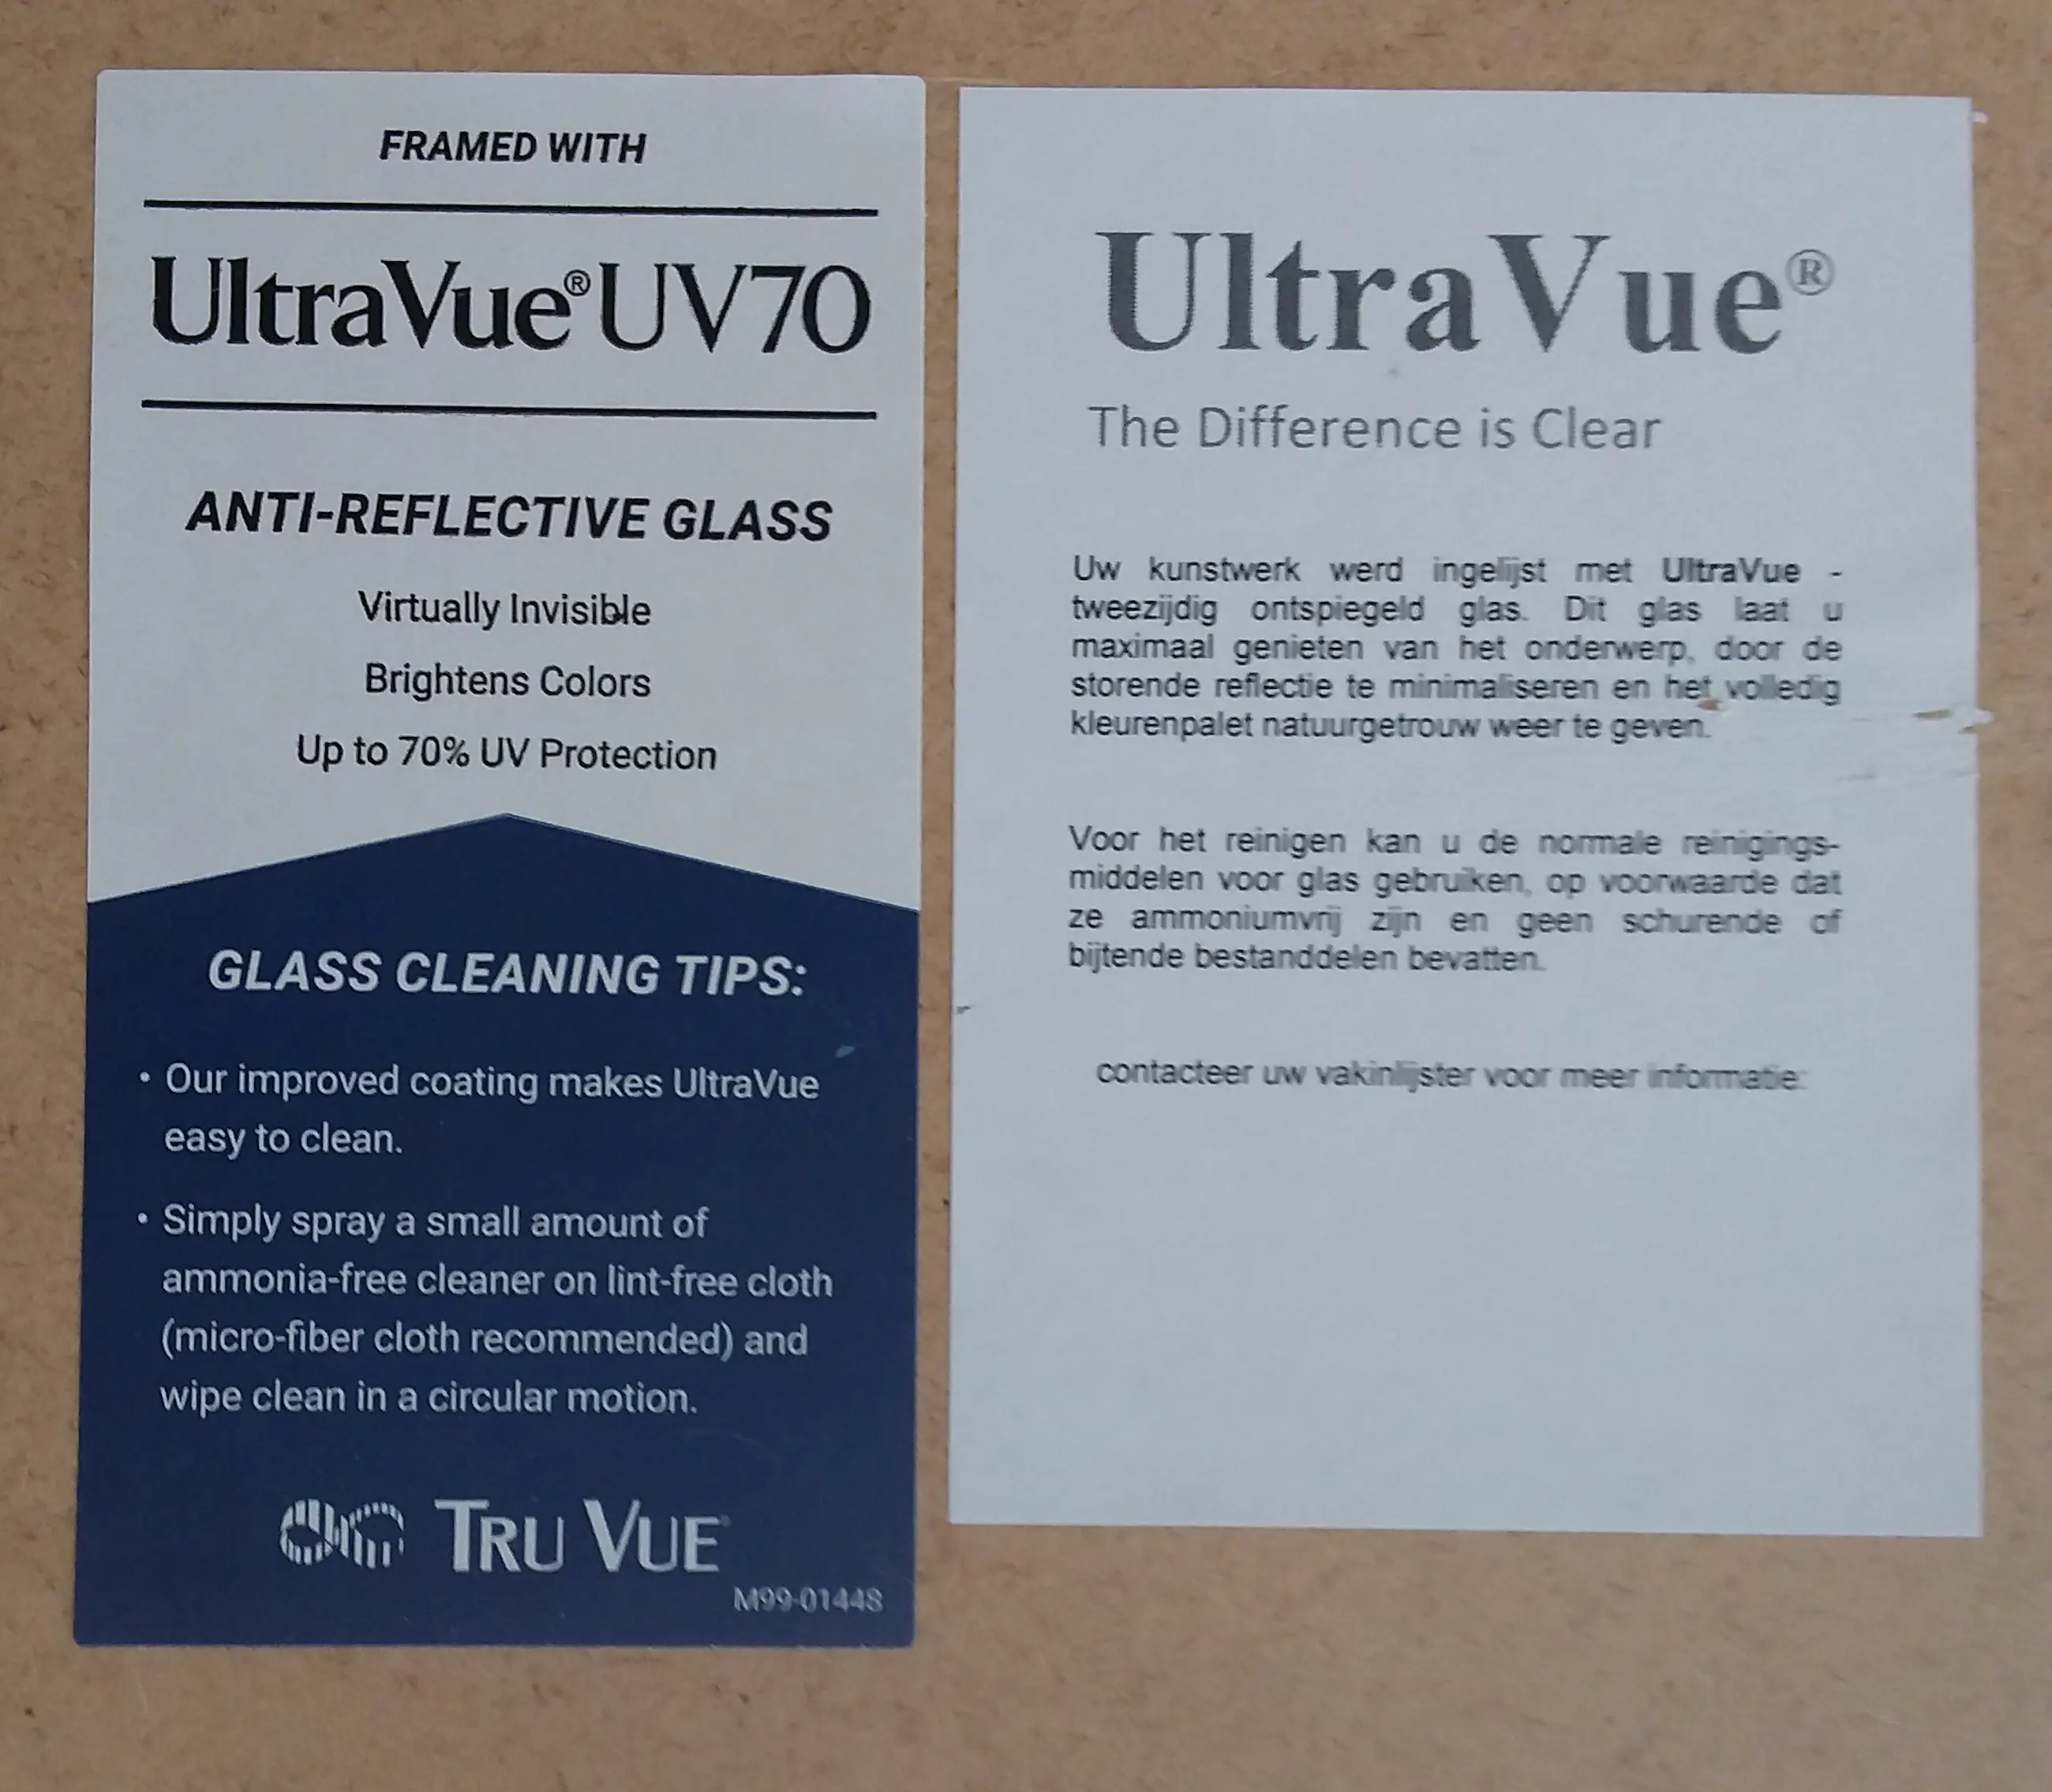 FRAMED WITH
UltraVue® UV70
ANTI-REFLECTIVE GLASS
Virtually Invisible
Brightens Colors
Up to 70% UV Protection
GLASS CLEANING TIPS:
• Our improved coating makes UltraVue
easy to clean.
• Simply spray a small amount of
ammonia-free cleaner on lint-free cloth
(micro-fiber cloth recommended) and
wipe clean in a circular motion.
TRU VUE
M99-01448
UltraVue®
The Difference is Clear
Uw kunstwerk werd ingelijst met UltraVue -
tweezijdig ontspiegeld glas. Dit glas laat u
maximaal genieten van het onderwerp, door de
storende reflectie te minimaliseren en het volledig
kleurenpalet natuurgetrouw weer te geven.
Voor het reinigen kan u de normale reinigings-
middelen voor glas gebruiken, op voorwaarde dat
ze ammoniumvrij zijn en geen schurende of
bijtende bestanddelen bevatten.
contacteer uw vakinlijster voor meer informatie: